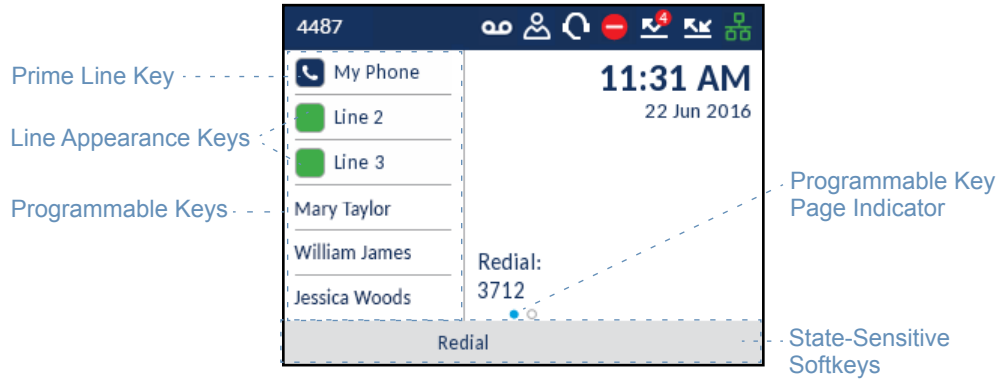 4487
4
Prime Line Key
My Phone
11:31 AM
22 Jun 2016
Line Appearance Keys
Line 2
Line 3
Programmable Keys
Mary Taylor
William James
Jessica Woods
Redial:
3712
Programmable Key
Page Indicator
Redial
State-Sensitive
Softkeys